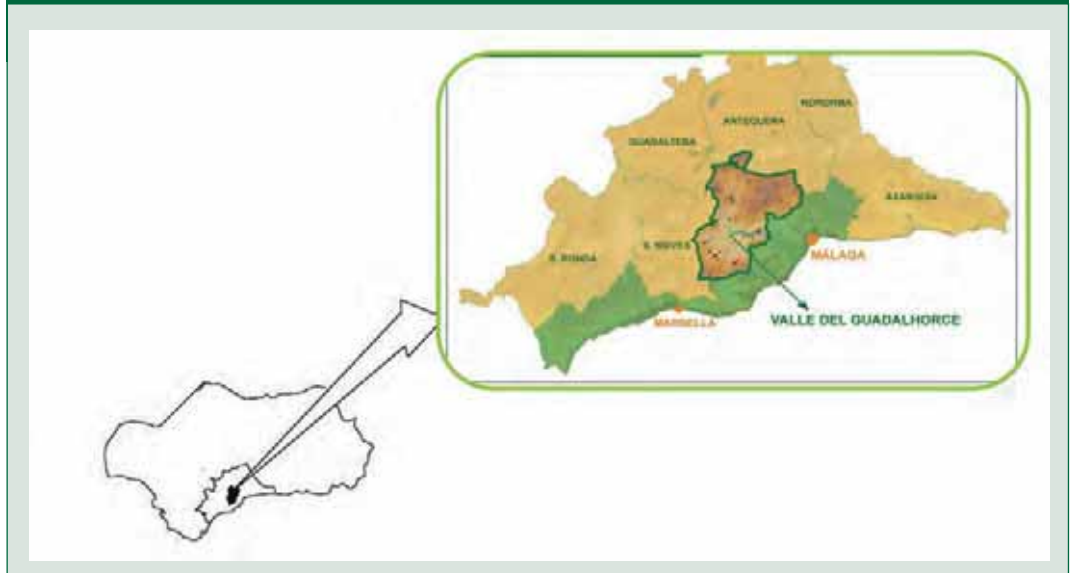 NORORMA
ANTEQUERA
GUADALTEBA
AXARQUIA
S. NIEVES
S. RONDA
MÁLAGA
MARBELLA
VALLE DEL GUADALHORCE